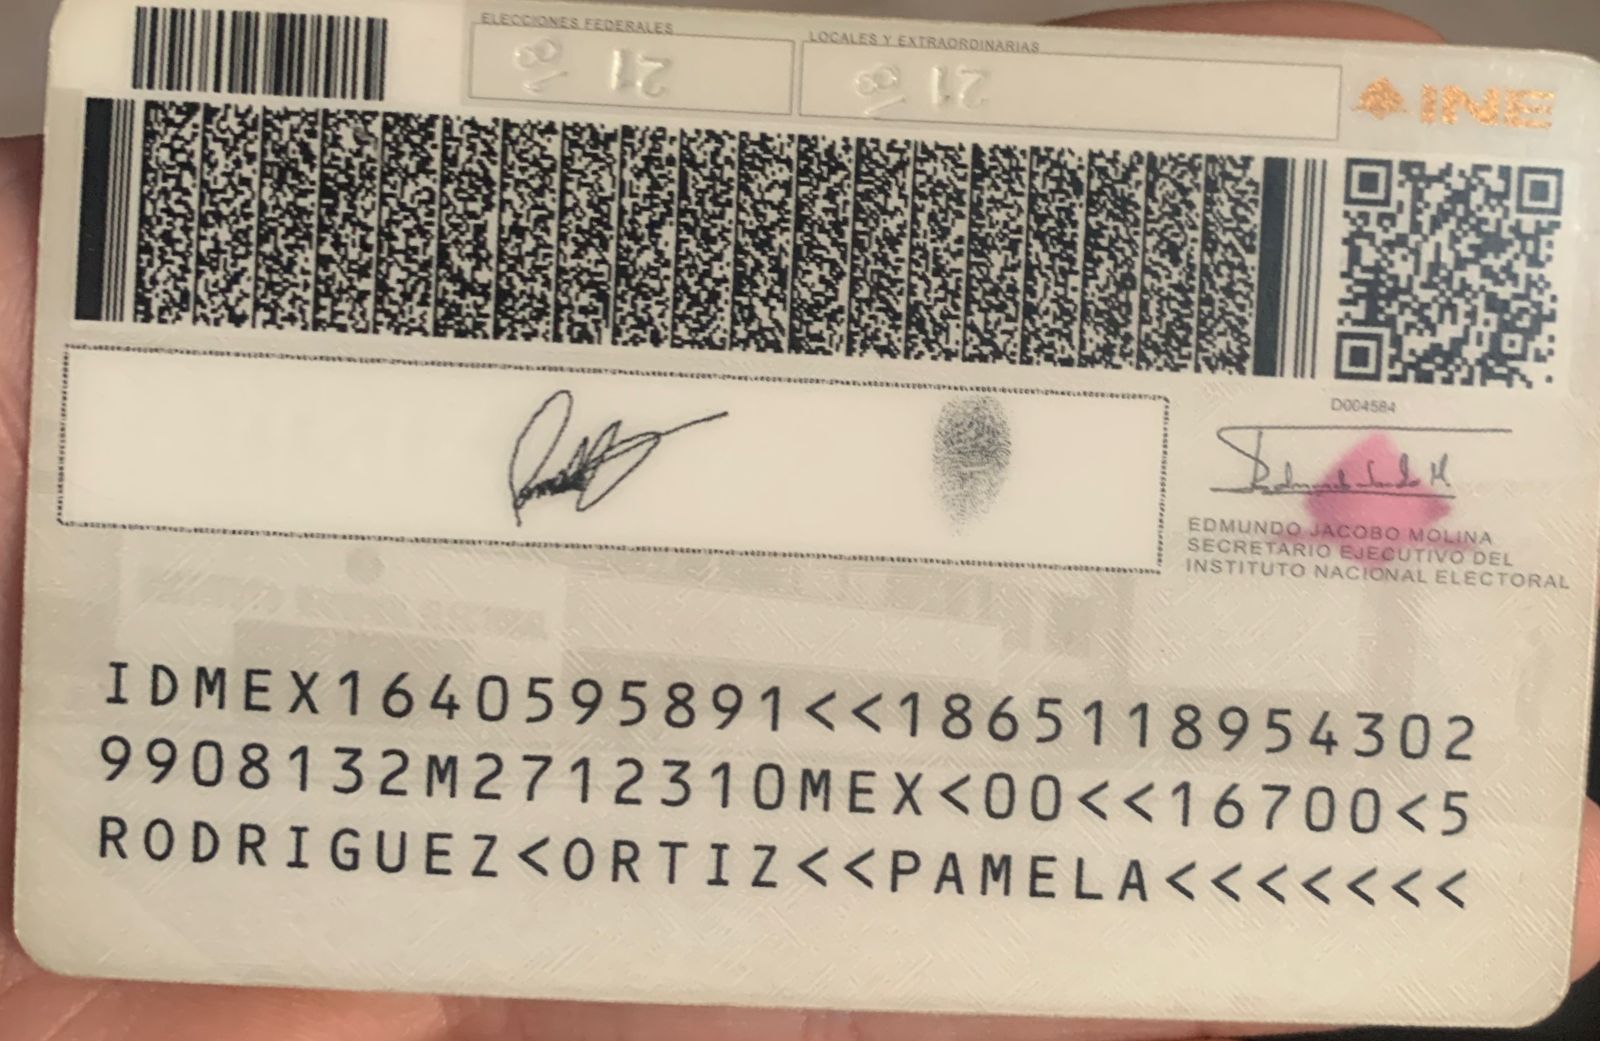 ELECCIONES FEDERALES
LOCALES Y EXTRAORDINARIAS
21
21
INE
D004584
EDMUNDO JACOBO MOLINA
SECRETARIO EJECUTIVO DEL
INSTITUTO NACIONAL ELECTORAL
IDMEX1640595891<<1865118954302
9908132M2712310MEX<00<<16700<5
RODRIGUEZ<ORTIZ<<PAMELA<<<<<<<